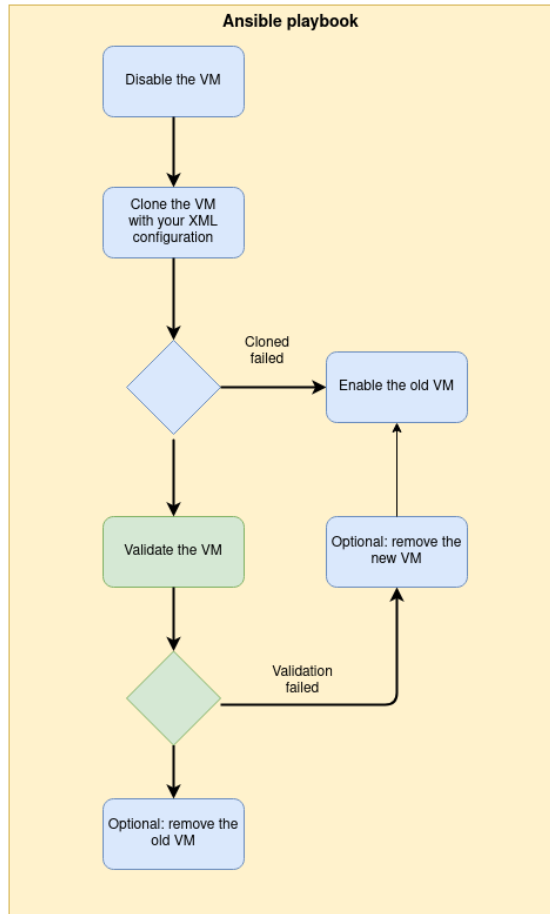 Ansible playbook
Disable the VM
Clone the VM
with your XML
configuration
Cloned
failed
Enable the old VM
Validate the VM
Optional: remove the
new VM
Validation
failed
Optional: remove the
old VM